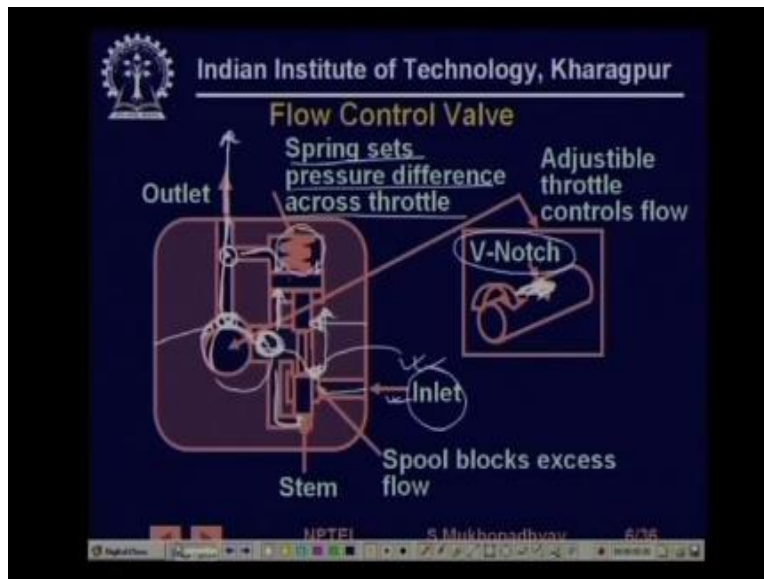 Indian Institute of Technology, Kharagpur
Flow Control Valve
Spring sets
pressure difference
across throttle
Outlet
Adjustible
throttle
controls flow
V-Notch
Inlet
Spool blocks excess
flow
Stem
NPTEL S.Mukhopadhyay 6/36